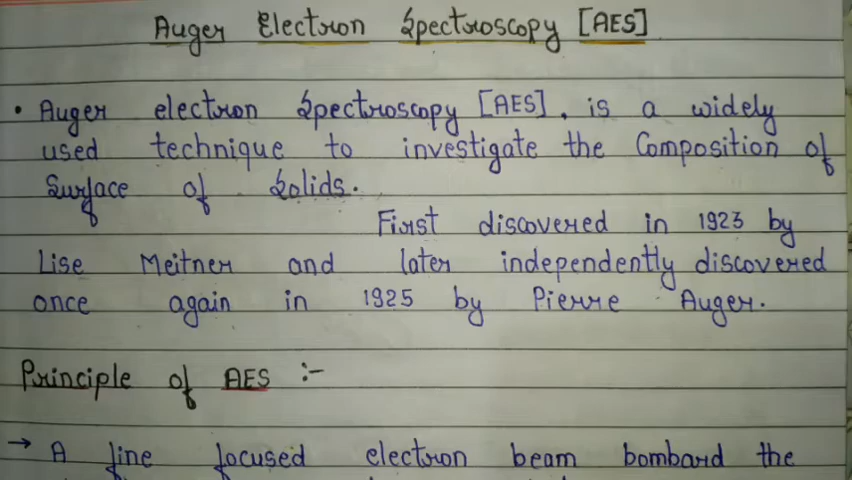 Auger Electron Spectroscopy [AES]
• Auger electron Spectroscopy [AES], is a widely
used technique to investigate the Composition of
Surface of Solids.
First discovered in 1923 by
Lise Meitner and later independently discovered
once again in 1925 by Pierre Auger.
Principle of AES :-
→ A fine focused electron beam bombard the